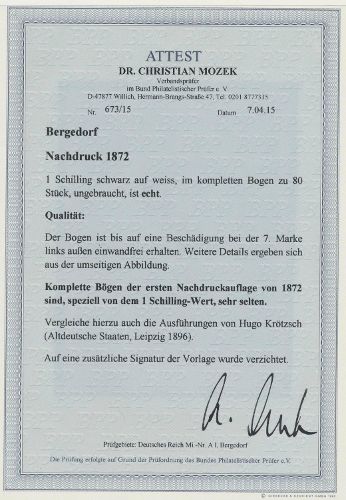 ATTEST
DR. CHRISTIAN MOZEK
Verbandsprüfer
im Bund Philatelistischer Prüfer e. V.
D-47877 Willich, Hermann-Brangs-Straße 47, Tel. 0201 8777315
Nr. 673/15 Datum 7.04.15
Bergedorf
Nachdruck 1872
1 Schilling schwarz auf weiss, im kompletten Bogen zu 80
Stück, ungebraucht, ist echt.
Qualität:
Der Bogen ist bis auf eine Beschädigung bei der 7. Marke
links außen einwandfrei erhalten. Weitere Details ergeben sich
aus der umseitigen Abbildung.
Komplette Bögen der ersten Nachdruckauflage von 1872
sind, speziell von dem 1 Schilling-Wert, sehr selten.
Vergleiche hierzu auch die Ausführungen von Hugo Krötzsch
(Altdeutsche Staaten, Leipzig 1896).
Auf eine zusätzliche Signatur der Vorlage wurde verzichtet.
Prüfgebiete: Deutsches Reich Mi.-Nr. A I. Bergedorf
Die Prüfung erfolgte auf Grund der Prüfordnung des Bundes Philatelistischer Prüfer e.V.